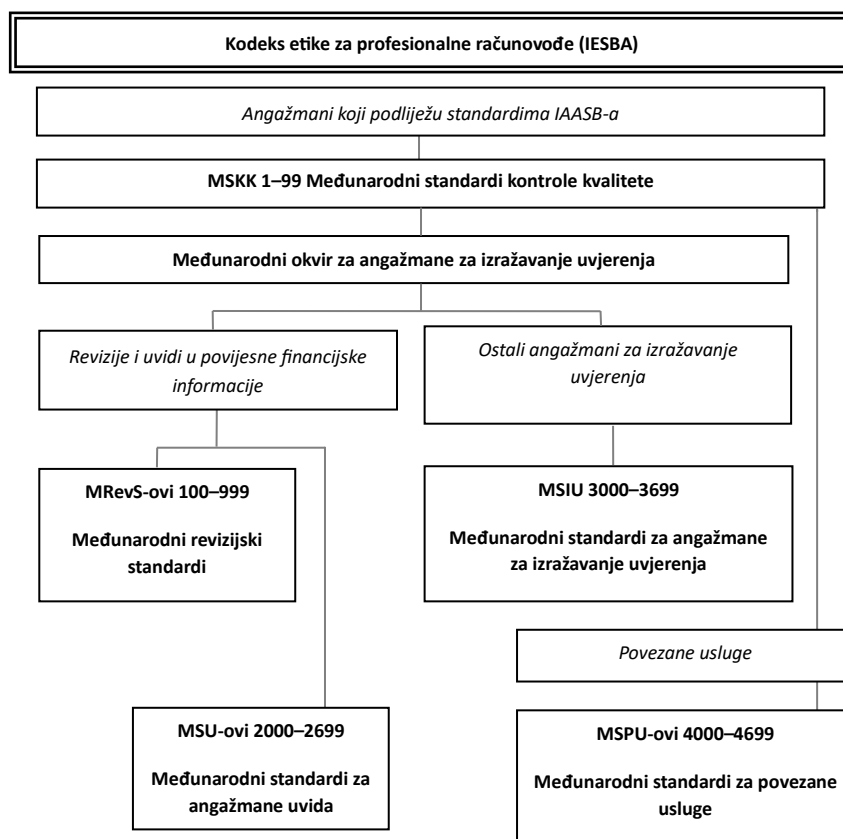 Kodeks etike za profesionalne računovođe (IESBA)
Angažmani koji podliježu standardima IAASB-a
MSKK 1–99 Međunarodni standardi kontrole kvalitete
Međunarodni okvir za angažmane za izražavanje uvjerenja
Revizije i uvidi u povijesne financijske
informacije
Ostali angažmani za izražavanje
uvjerenja
MRevS-ovi 100–999
Međunarodni revizijski
standardi
MSIU 3000–3699
Međunarodni standardi za angažmane
za izražavanje uvjerenja
Povezane usluge
MSU-ovi 2000–2699
Međunarodni standardi za
angažmane uvida
MSPU-ovi 4000–4699
Međunarodni standardi za povezane
usluge